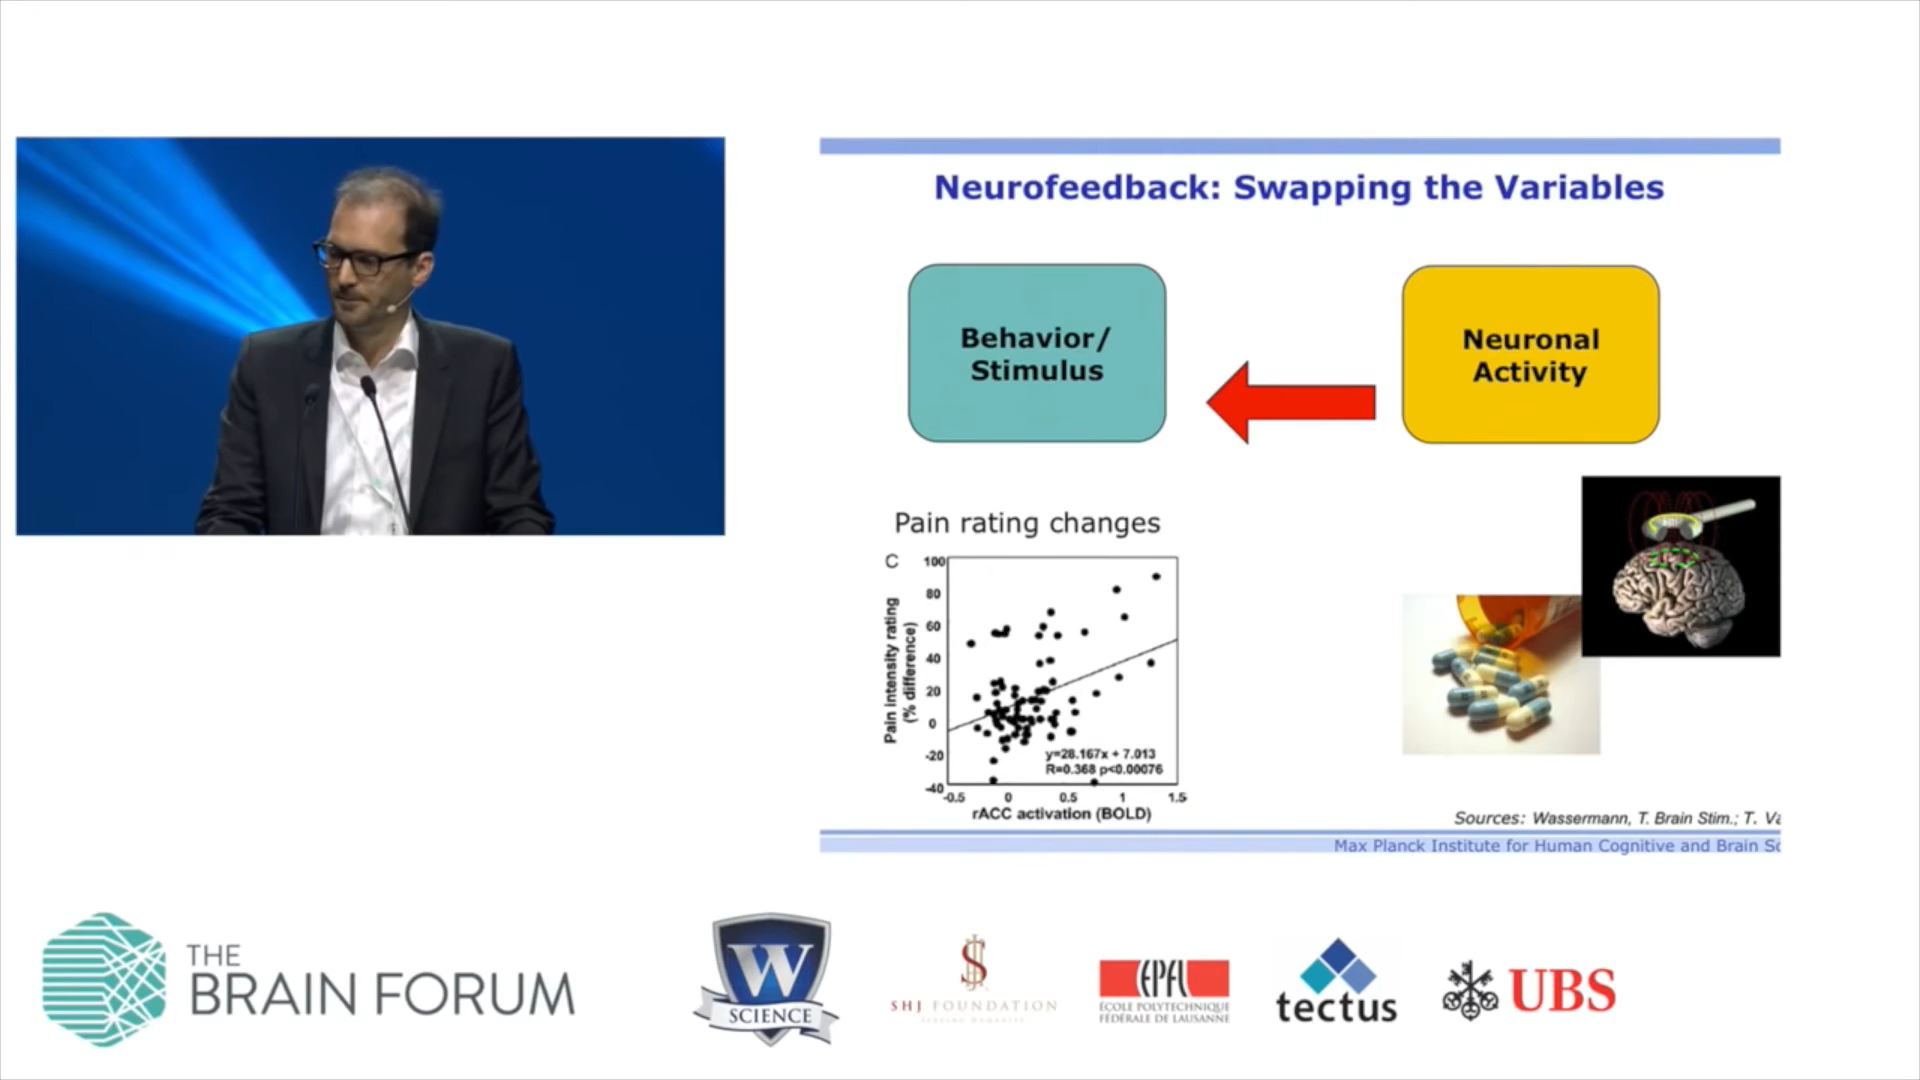 Neurofeedback: Swapping the Variables
Behavior/
Stimulus
Neuronal
Activity
Pain rating changes
C
100
80
60
40
20
0
-20
-40
Pain intensity rating
(% difference)
y=28.167x + 7.013
R=0.368 p<0.00076
-0.5 0 0.5 1 1.5
rACC activation (BOLD)
Sources: Wassermann, T. Brain Stim.; T. Va
Max Planck Institute for Human Cognitive and Brain Sc
THE
BRAIN FORUM
W
SCIENCE
SHJ FOUNDATION
EPFL
ÉCOLE POLYTECHNIQUE
FÉDÉRALE DE LAUSANNE
tectus
UBS